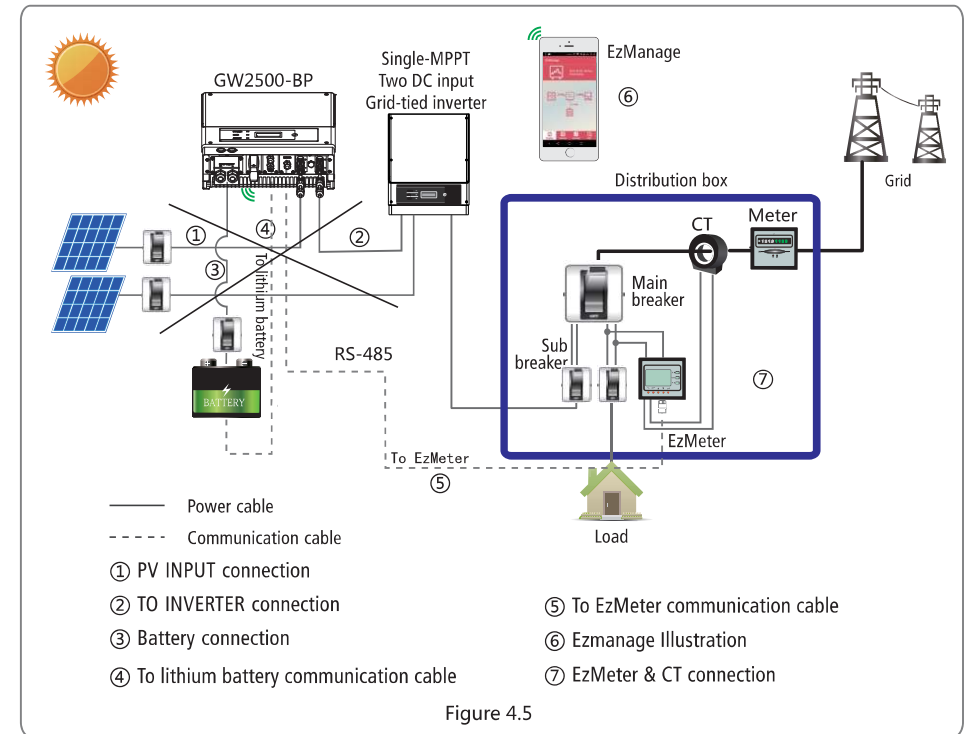 GW2500-BP
Single-MPPT
Two DC input
Grid-tied inverter
EzManage
⑥
Grid
Distribution box
CT
Meter
①
④
②
③
To lithium battery
Main
breaker
Sub
breaker
RS-485
BATTERY
⑦
EzMeter
To EzMeter
⑤
Load
Power cable
Communication cable
① PV INPUT connection
② TO INVERTER connection
③ Battery connection
④ To lithium battery communication cable
⑤ To EzMeter communication cable
⑥ Ezmanage Illustration
⑦ EzMeter & CT connection
Figure 4.5